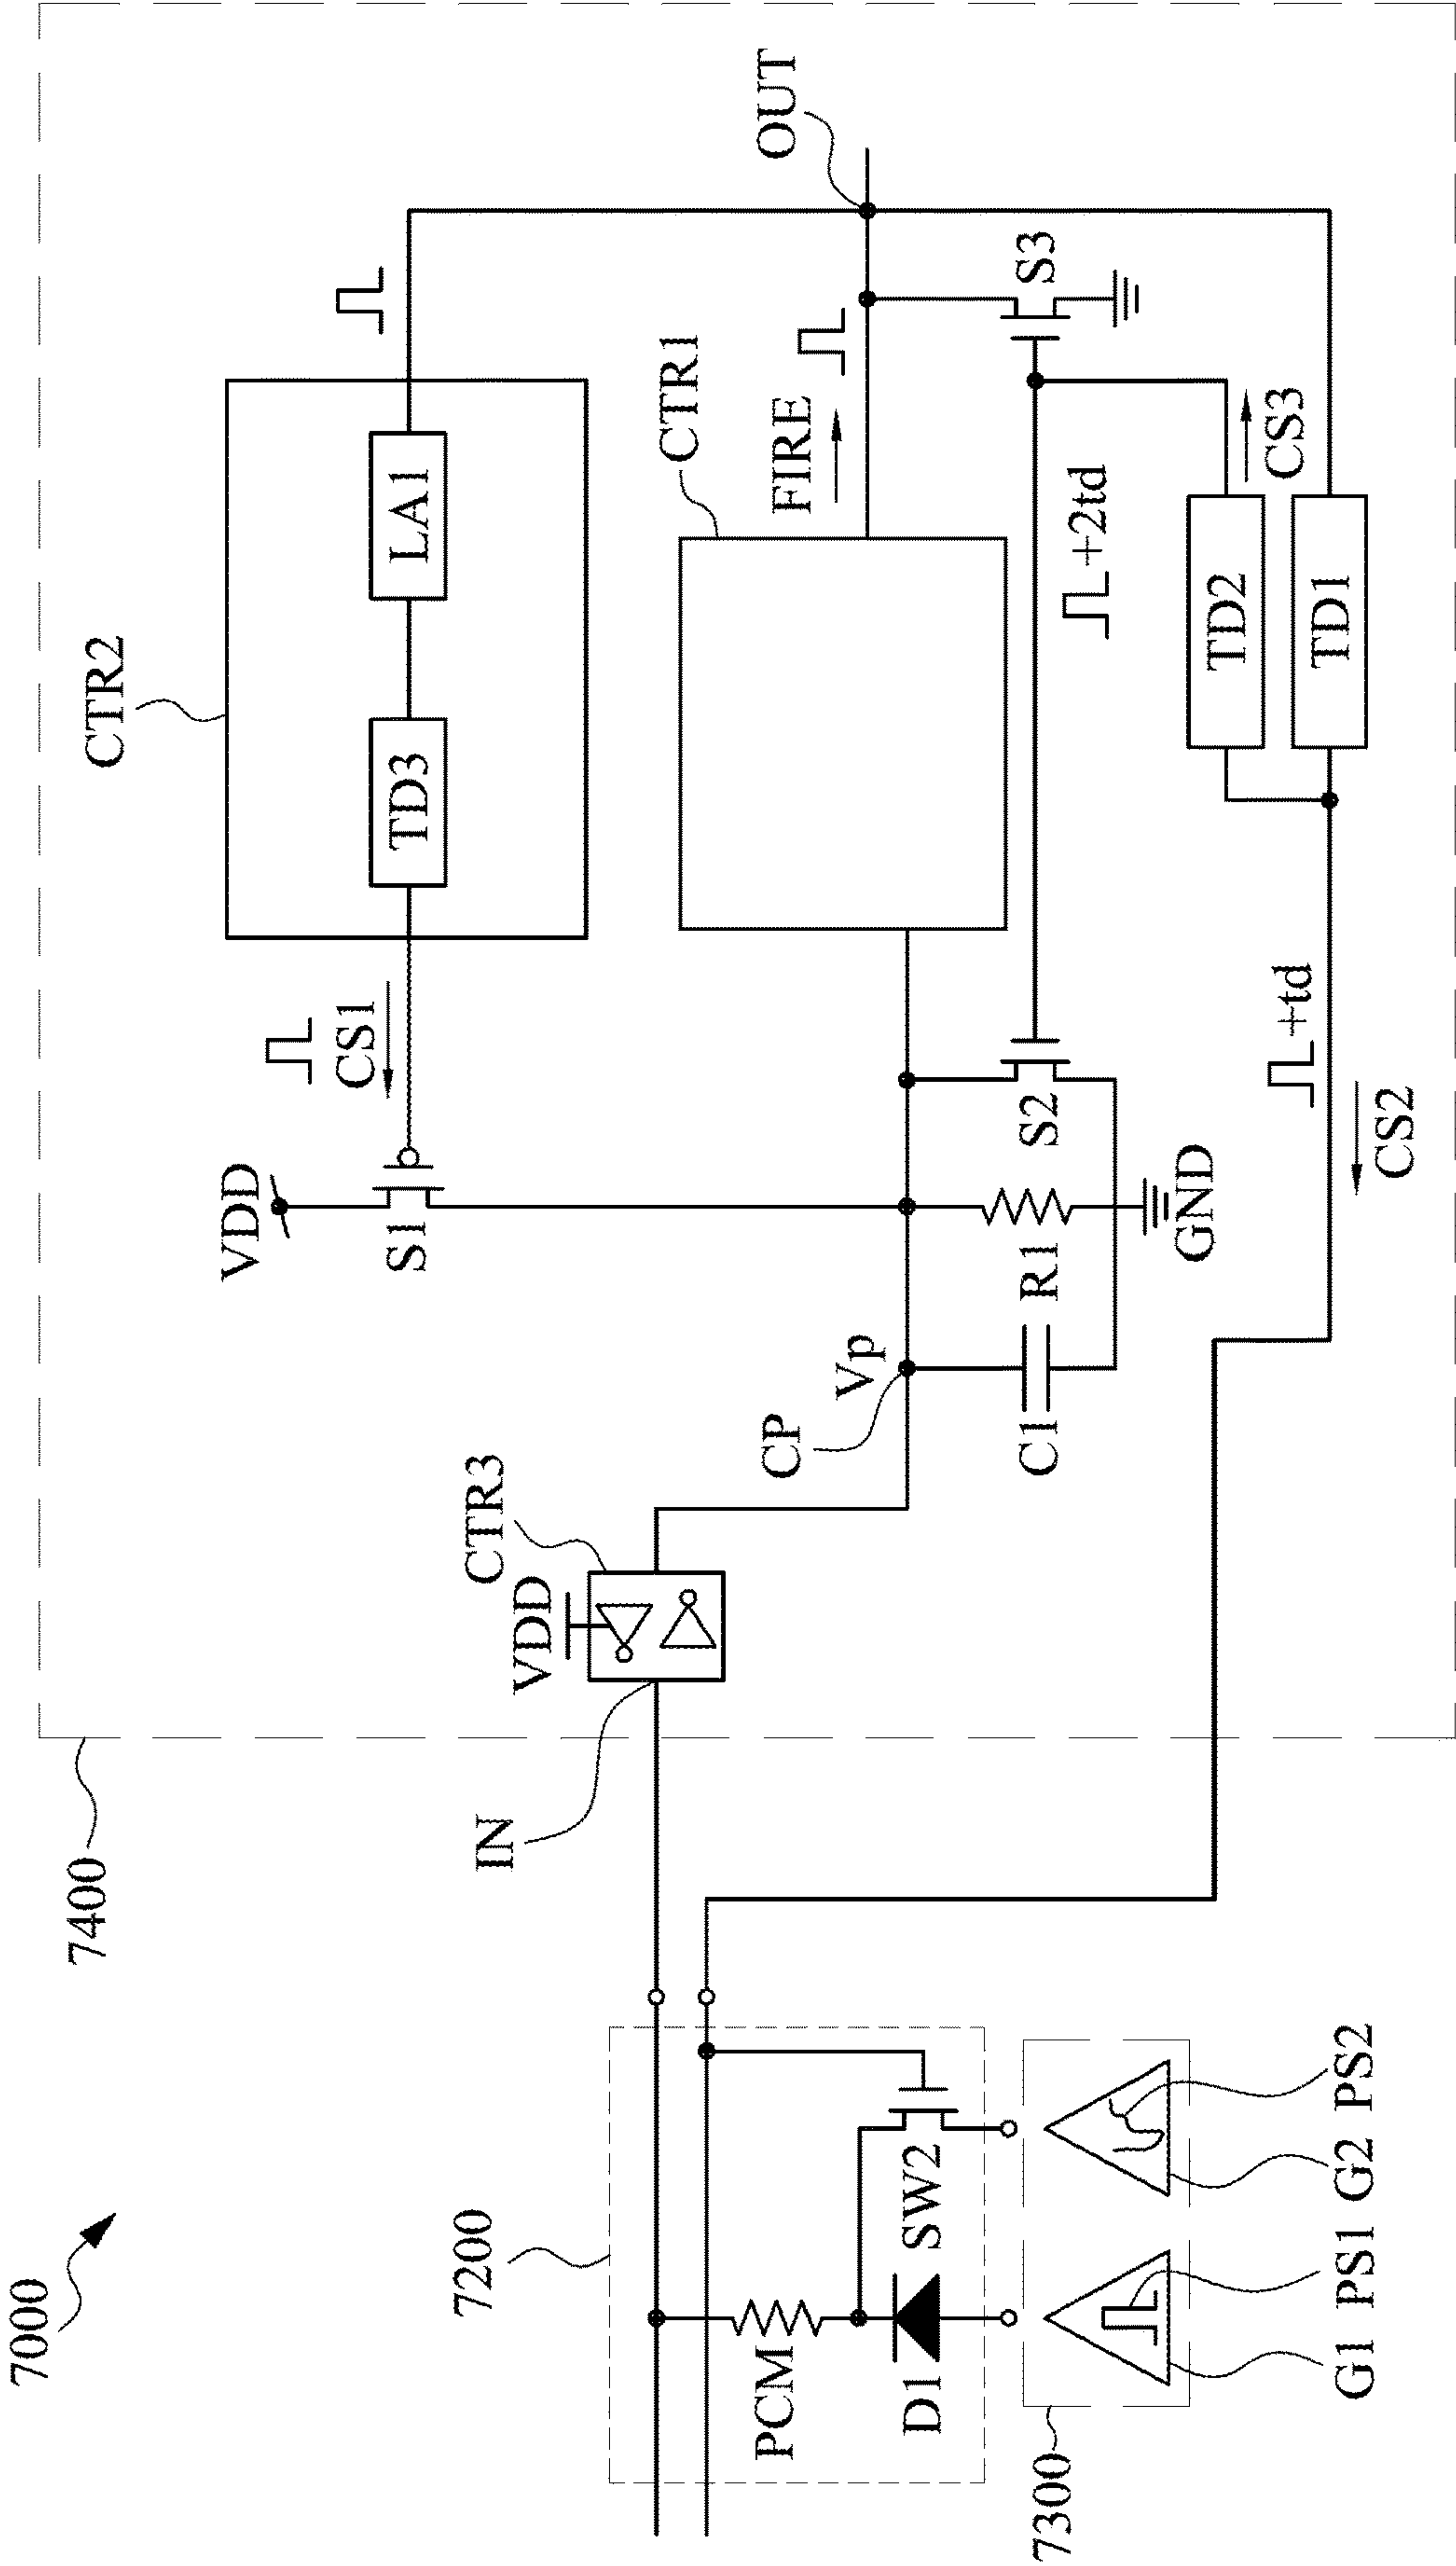 7000
7400
CTR2
TD3
LA1
OUT
VDD
S1
CS1
CTR1
FIRE
S3
CTR3
VDD
IN
CP
Vp
C1
R1
S2
GND
+2td
TD2
TD1
CS3
+td
CS2
7200
PCM
D1
SW2
7300
G1
PS1
G2
PS2